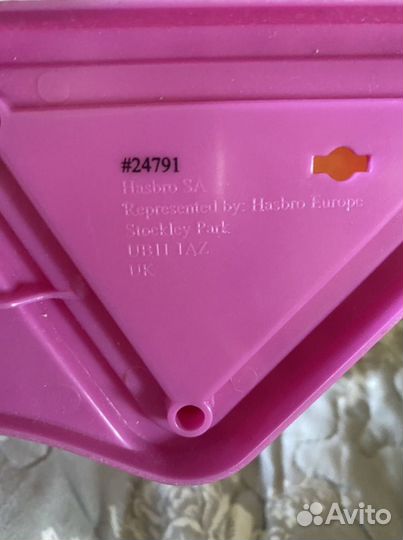 #24791
Hasbro SA
Represented by: Hasbro Europe
Stockley Park
UB11 1AZ
UK
Avito